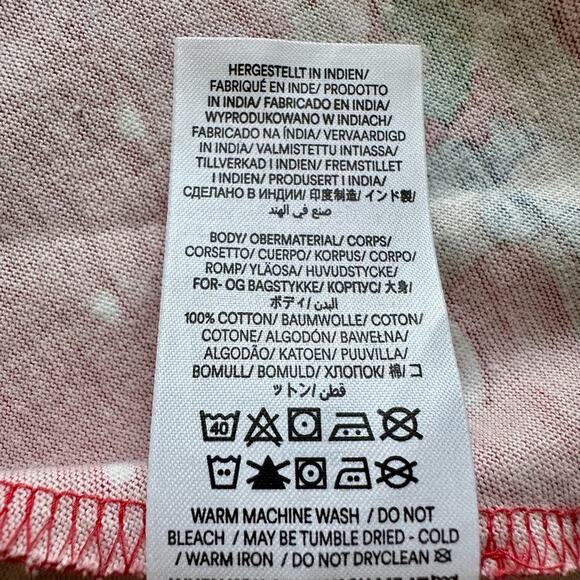 HERGESTELLT IN INDIEN/
FABRIQUÉ EN INDE/ PRODOTTO
IN INDIA/ FABRICADO EN INDIA/
WYPRODUKOWANO W INDIACH/
FABRICADO NA ÍNDIA/ VERVAARDIGD
IN INDIA/ VALMISTETTU INTIASSA/
TILLVERKAD I INDIEN/ FREMSTILLET
I INDIEN/ PRODUSERT I INDIA/
СДЕЛАНО В ИНДИИ/ 印度制造/ インド製/
صنع في الهند
BODY/ OBERMATERIAL/ CORPS/
CORSETTO/ CUERPO/ KORPUS/ CORPO/
ROMP/ YLÄOSA/ HUVUDSTYCKE/
FOR- OG BAGSTYKKE/ КОРПУС/ 大身/
ボディ/ البدن/
100% COTTON/ BAUMWOLLE/ COTON/
COTONE/ ALGODÓN/ BAWEŁNA/
ALGODÃO/ KATOEN/ PUUVILLA/
BOMULL/ BOMULD/ ХЛОПОК/ 棉/ コ
ットン/ قطن/
40
WARM MACHINE WASH / DO NOT
BLEACH / MAY BE TUMBLE DRIED - COLD
/ WARM IRON / DO NOT DRYCLEAN